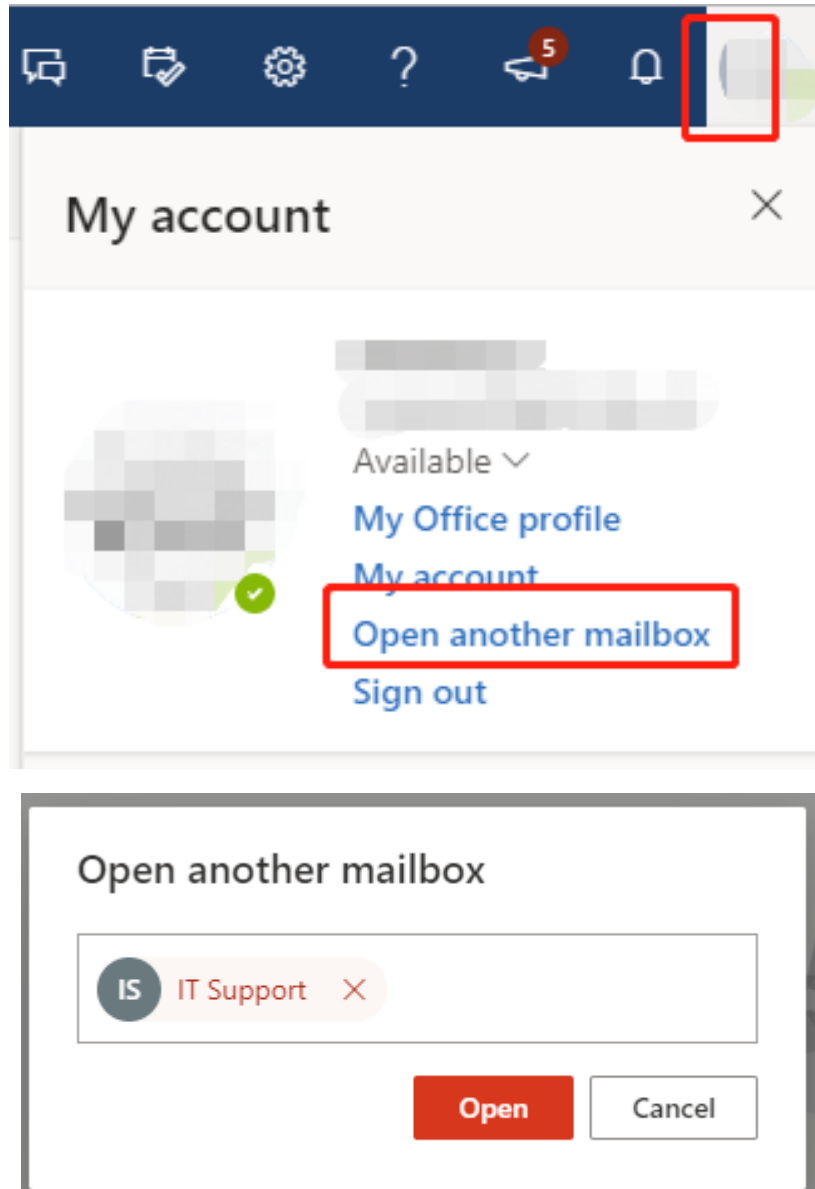 5
My account
Available
My Office profile
My account
Open another mailbox
Sign out
Open another mailbox
IS IT Support
Open Cancel